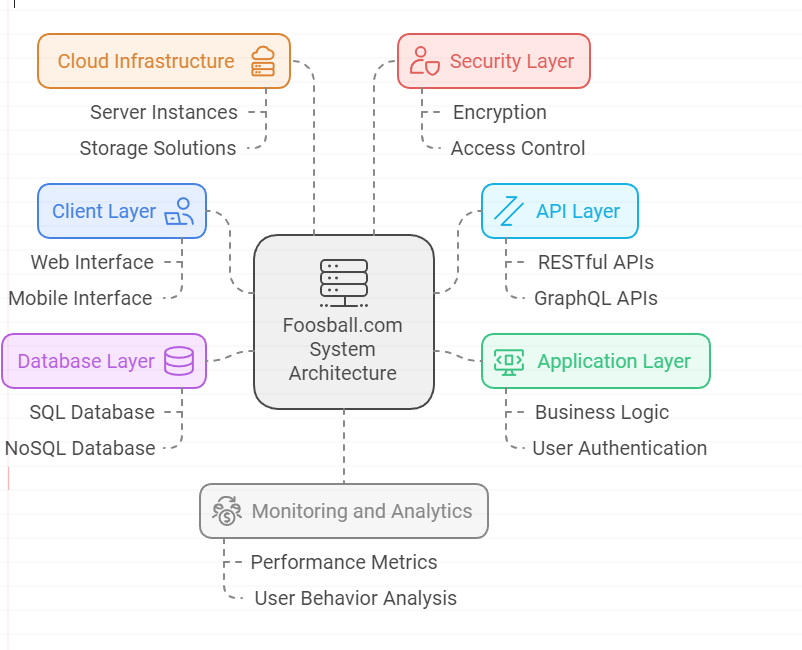 Cloud Infrastructure
Server Instances
Storage Solutions
Security Layer
Encryption
Access Control
Client Layer
Web Interface
Mobile Interface
API Layer
RESTful APIs
GraphQL APIs
Foosball.com
System
Architecture
Database Layer
SQL Database
NoSQL Database
Application Layer
Business Logic
User Authentication
Monitoring and Analytics
Performance Metrics
User Behavior Analysis